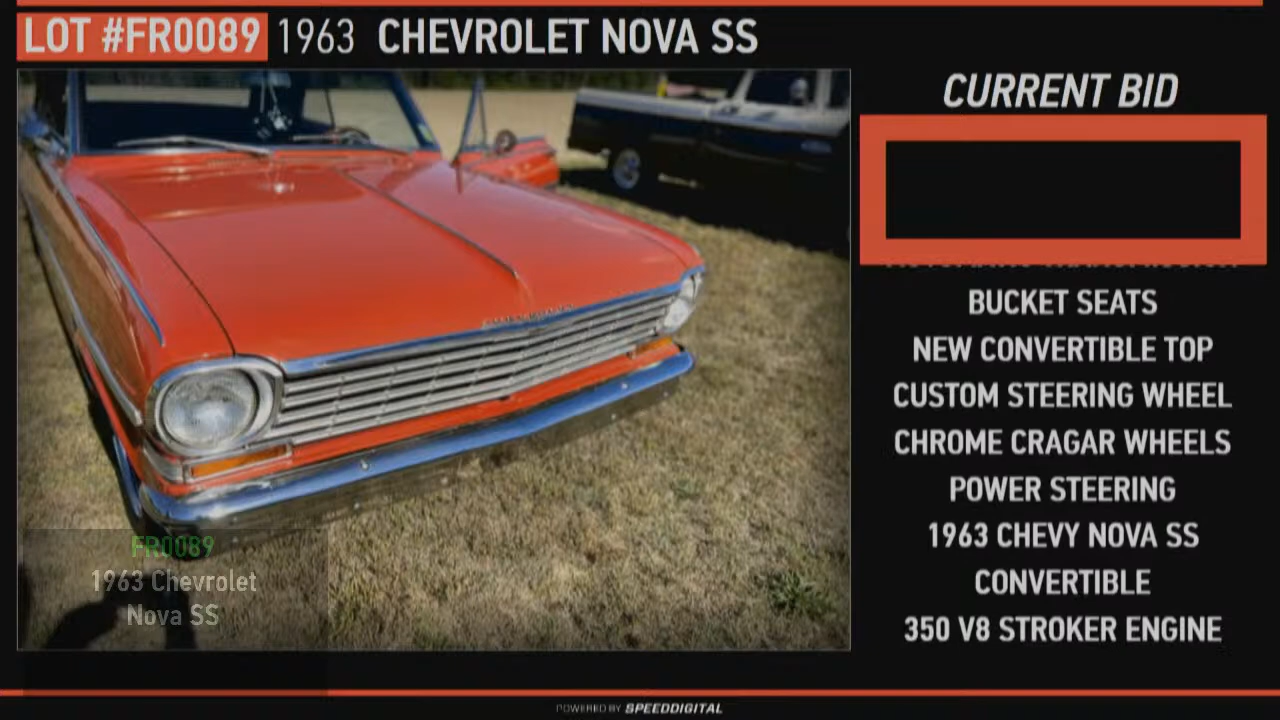 LOT #FR0089 1963 CHEVROLET NOVA SS
CURRENT BID
BUCKET SEATS
NEW CONVERTIBLE TOP
CUSTOM STEERING WHEEL
CHROME CRAGAR WHEELS
POWER STEERING
1963 CHEVY NOVA SS
CONVERTIBLE
350 V8 STROKER ENGINE
FR0089
1963 Chevrolet
Nova SS
POWERED BY SPEEDDIGITAL